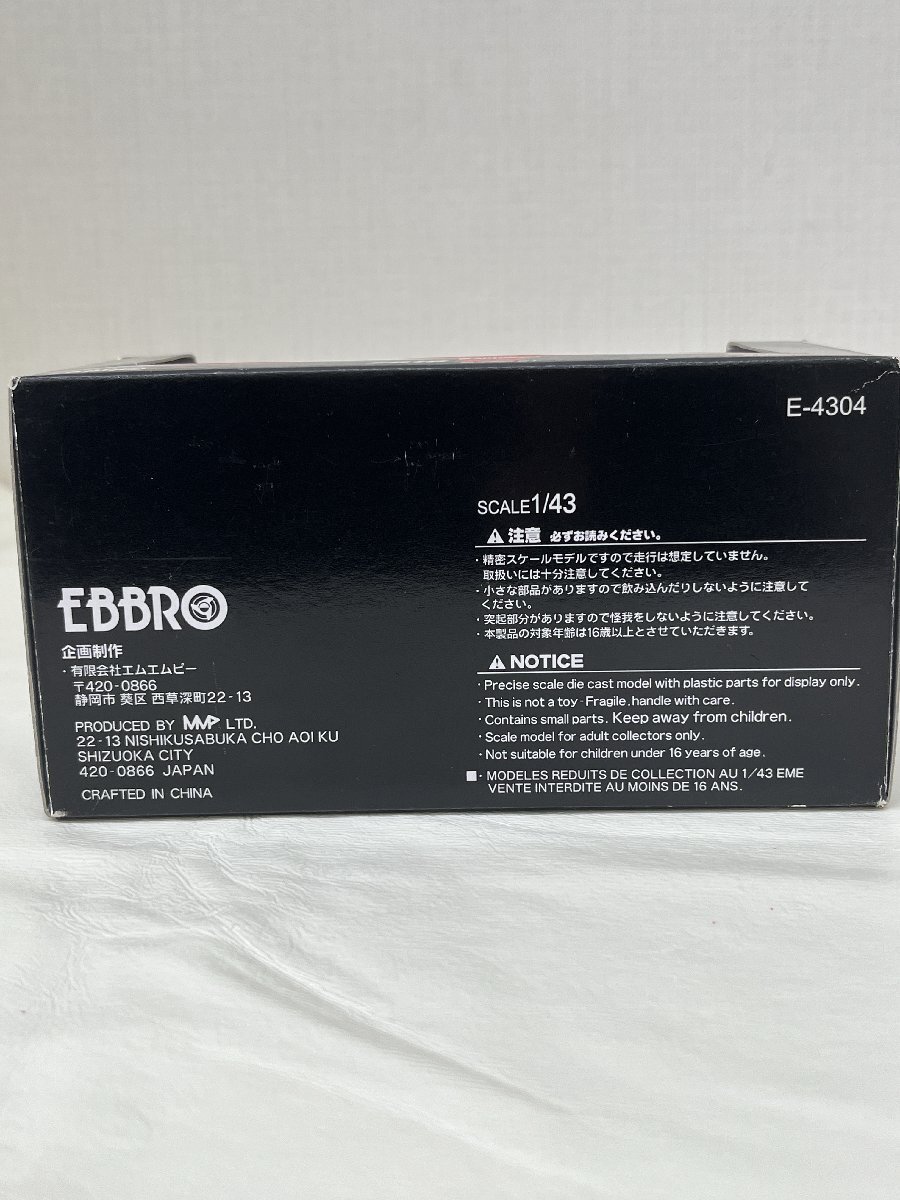 E-4304
SCALE1/43
注意 必ずお読みください。
・精密スケールモデルですので走行は想定していません。
取扱いには十分注意してください。
・小さな部品がありますので飲み込んだりしないように注意して
ください。
・突起部分がありますので怪我をしないように注意してください。
・本製品の対象年齢は16歳以上とさせていただきます。
NOTICE
・Precise scale die cast model with plastic parts for display only.
・This is not a toy-Fragile,handle with care.
・Contains small parts. Keep away from children.
・Scale model for adult collectors only.
・Not suitable for children under 16 years of age.
・MODELES REDUITS DE COLLECTION AU 1/43 EME
VENTE INTERDITE AU MOINS DE 16 ANS.
EBBRO
企画制作
・有限会社エムエムピー
〒420-0866
静岡市 葵区 西草深町22-13
PRODUCED BY MMP LTD.
22-13 NISHIKUSABUKA CHO AOI KU
SHIZUOKA CITY
420-0866 JAPAN
CRAFTED IN CHINA